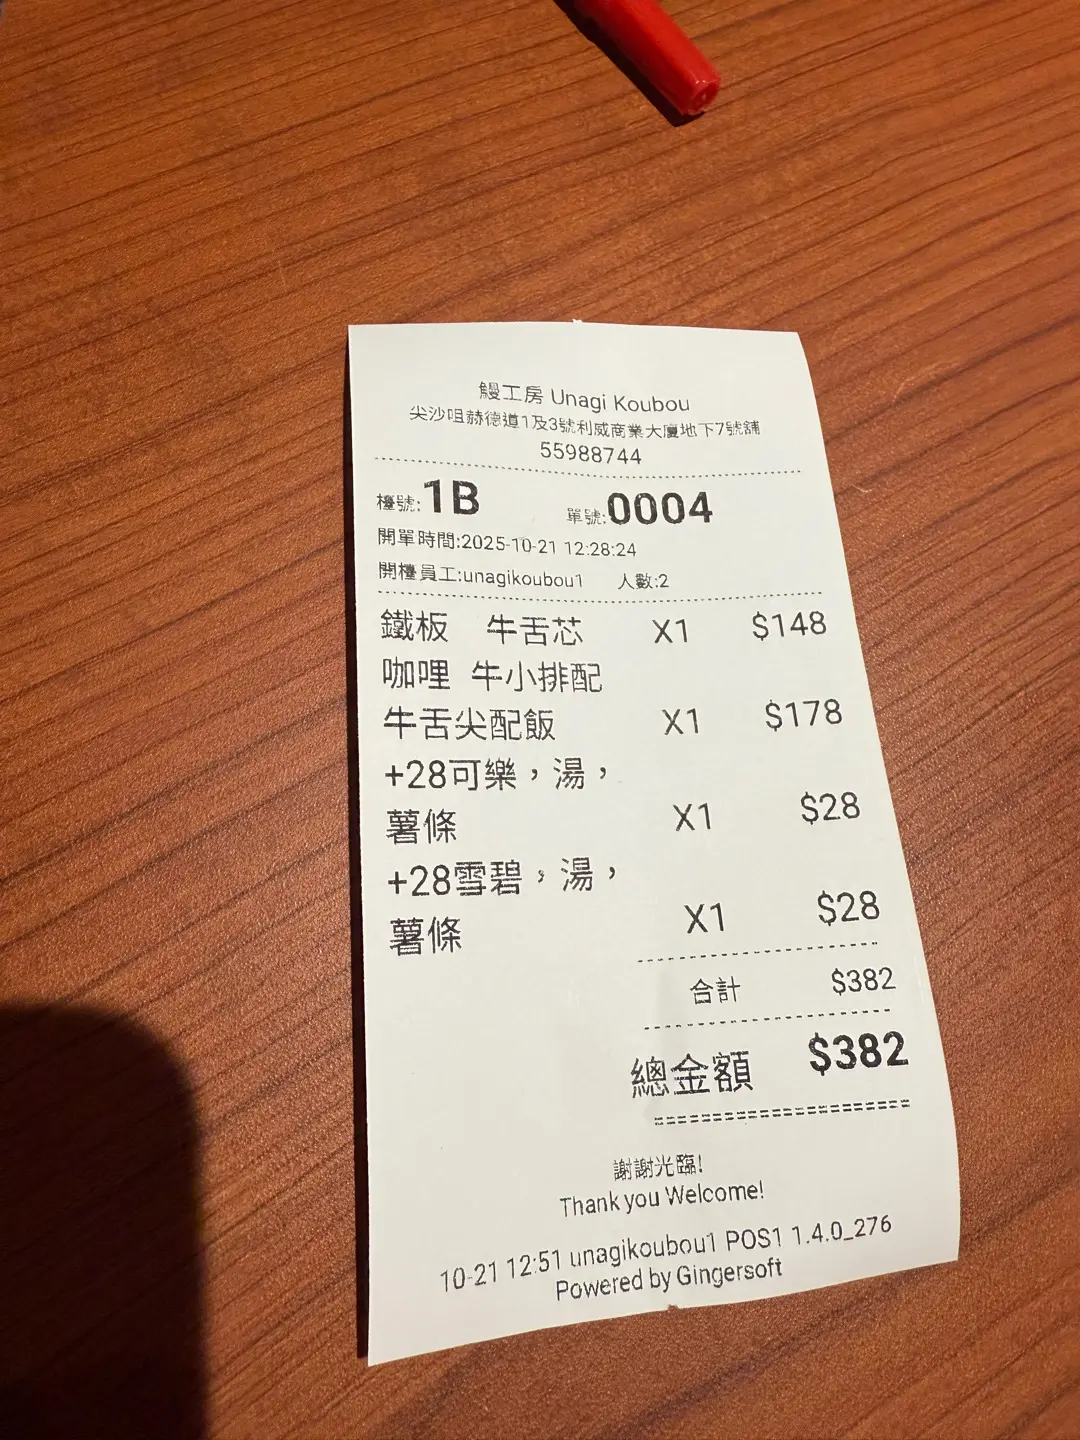 鰻工房 Unagi Koubou
尖沙咀赫德道1及3號利威商業大廈地下7號舖
55988744
檯號:1B 單號:0004
開單時間:2025-10-21 12:28:24
開檯員工:unagikoubou1 人數:2
鐵板 牛舌芯 X1 $148
咖哩 牛小排配
牛舌尖配飯 X1 $178
+28可樂，湯，
薯條 X1 $28
+28雪碧，湯，
薯條 X1 $28
合計 $382
總金額 $382
謝謝光臨!
Thank you Welcome!
10-21 12:51 unagikoubou1 POS1 1.4.0_276
Powered by Gingersoft